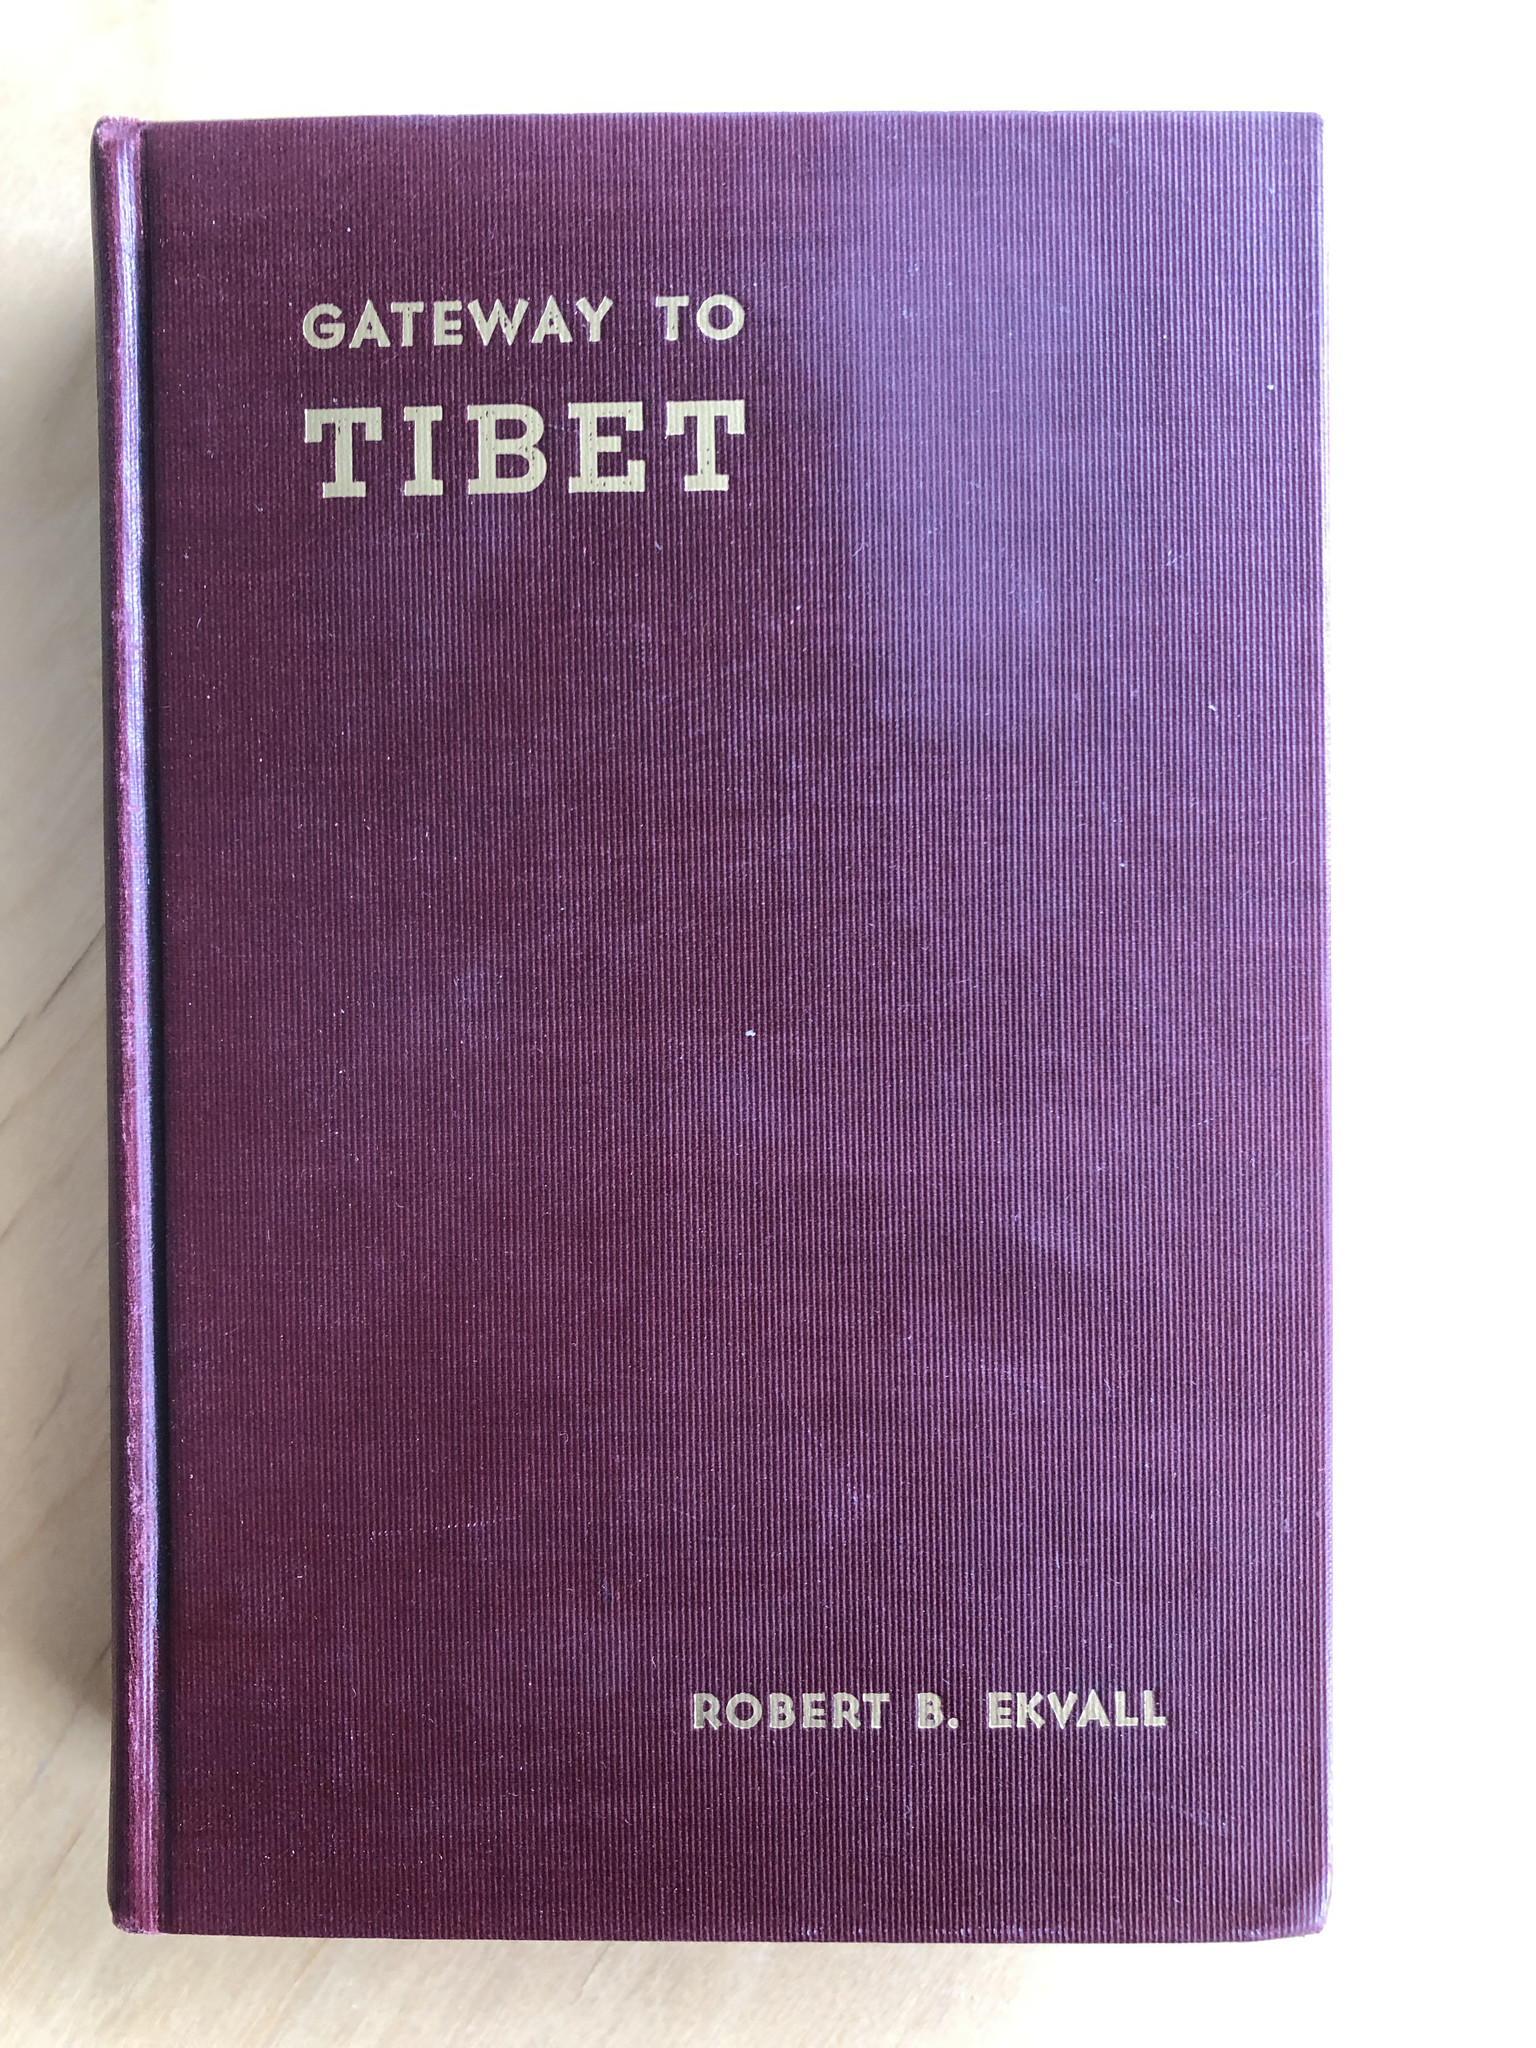 GATEWAY TO
TIBET
ROBERT B. EKVALL